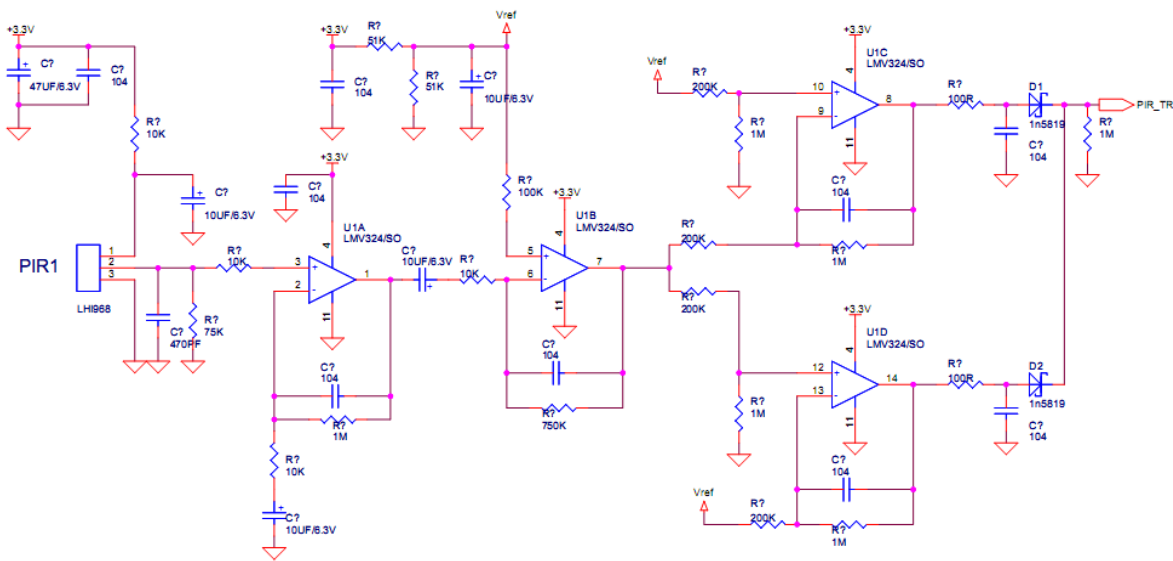 +3.3V
C?
47UF/6.3V
C?
104
R?
10K
C?
10UF/6.3V
PIR1
1
2
3
LHI968
C?
470PF
R?
75K
R?
10K
+3.3V
C?
104
R?
51K
R?
51K
Vref
C?
10UF/6.3V
+3.3V
C?
104
U1A
LMV324/SO
3
2
1
4
11
+
-
C?
104
R?
1M
R?
10K
C?
10UF/6.3V
C?
10UF/6.3V
R?
10K
R?
100K
+3.3V
U1B
LMV324/SO
5
6
7
4
11
+
-
C?
104
R?
750K
R?
200K
R?
200K
Vref
R?
200K
R?
1M
+3.3V
U1C
LMV324/SO
10
9
8
4
11
+
-
C?
104
R?
1M
R?
100R
C?
104
D1
1n5819
R?
1M
PIR_TR
+3.3V
U1D
LMV324/SO
12
13
14
4
11
+
-
R?
1M
C?
104
R?
1M
Vref
R?
200K
R?
100R
C?
104
D2
1n5819